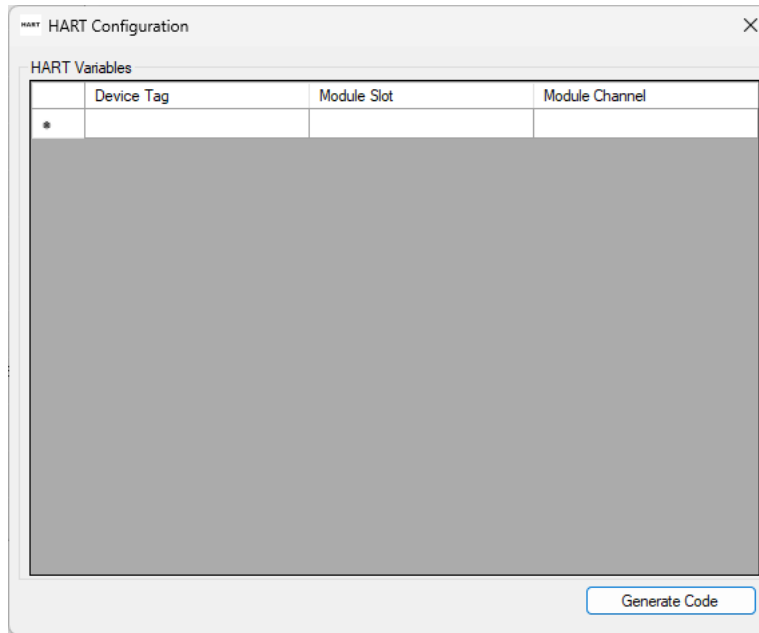 HART HART Configuration
HART Variables
Device Tag Module Slot Module Channel
*
Generate Code